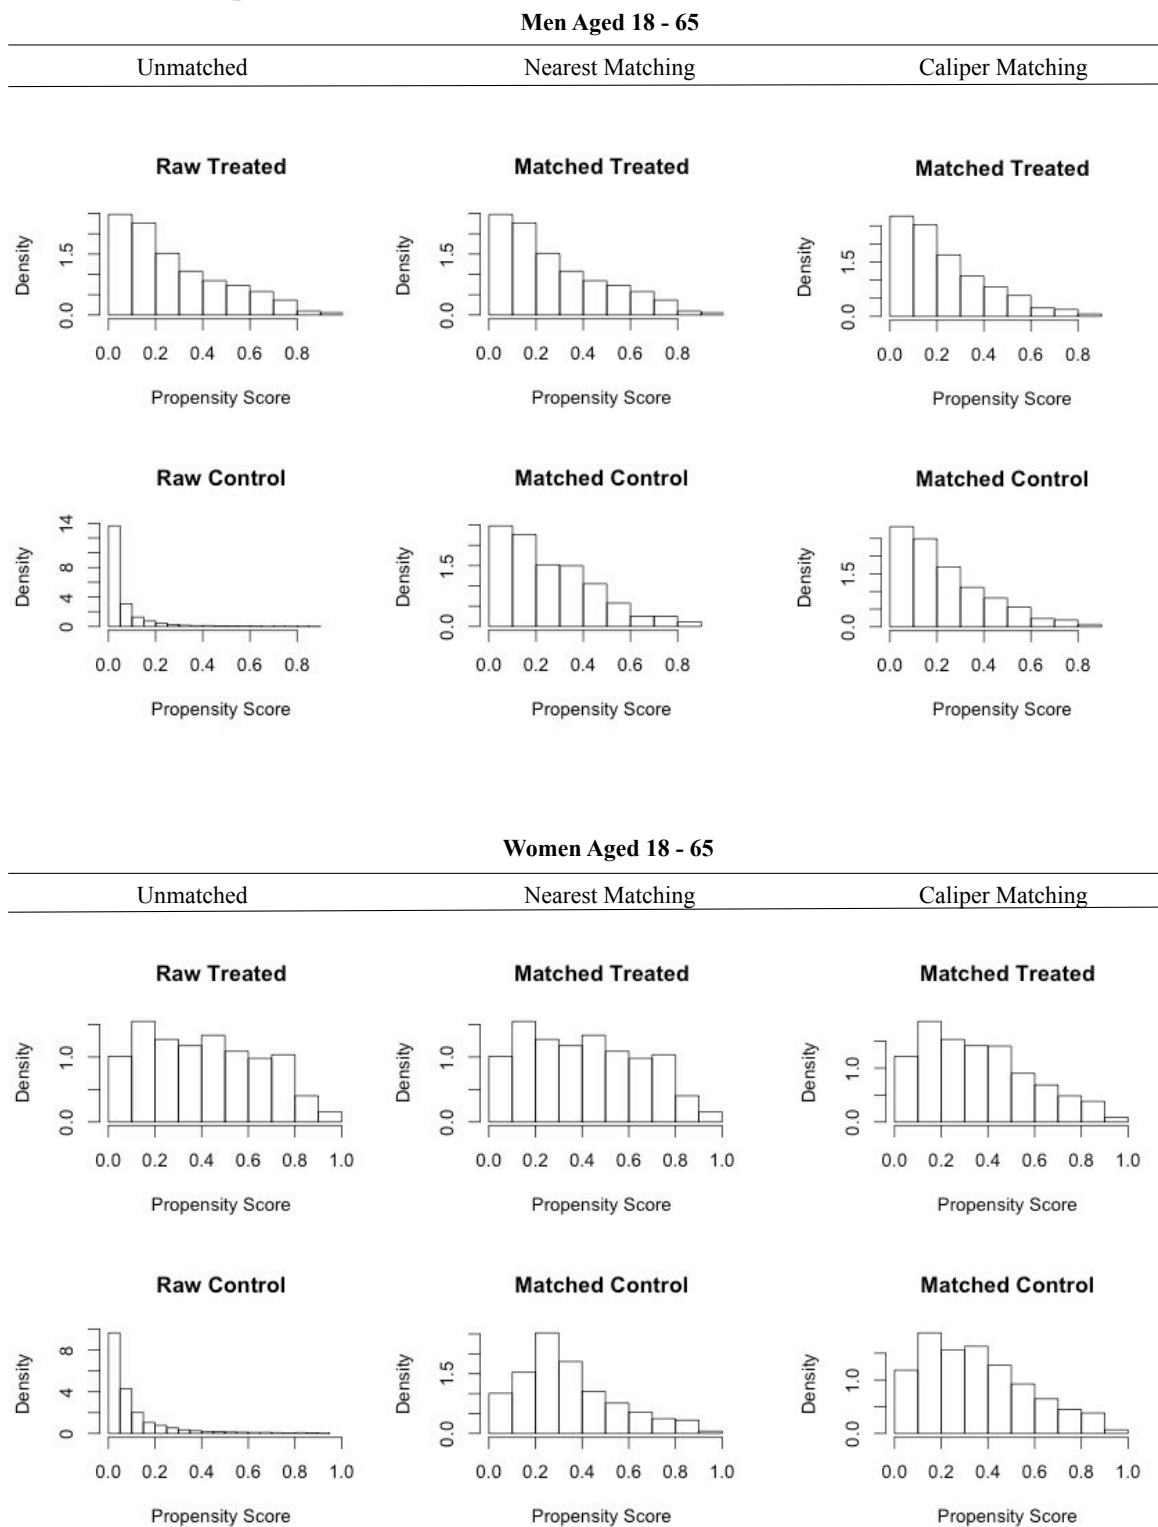 Men Aged 18 - 65
Unmatched Nearest Matching Caliper Matching
Raw Treated Matched Treated Matched Treated
Density 0.0 1.5 Density 0.0 1.5 Density 0.0 1.5
0.0 0.2 0.4 0.6 0.8 0.0 0.2 0.4 0.6 0.8 0.0 0.2 0.4 0.6 0.8
Propensity Score Propensity Score Propensity Score
Raw Control Matched Control Matched Control
Density 0 4 8 14 Density 0.0 1.5 Density 0.0 1.5
0.0 0.2 0.4 0.6 0.8 0.0 0.2 0.4 0.6 0.8 0.0 0.2 0.4 0.6 0.8
Propensity Score Propensity Score Propensity Score
Women Aged 18 - 65
Unmatched Nearest Matching Caliper Matching
Raw Treated Matched Treated Matched Treated
Density 0.0 1.0 Density 0.0 1.0 Density 0.0 1.0
0.0 0.2 0.4 0.6 0.8 1.0 0.0 0.2 0.4 0.6 0.8 1.0 0.0 0.2 0.4 0.6 0.8 1.0
Propensity Score Propensity Score Propensity Score
Raw Control Matched Control Matched Control
Density 0 4 8 Density 0.0 1.5 Density 0.0 1.0
0.0 0.2 0.4 0.6 0.8 1.0 0.0 0.2 0.4 0.6 0.8 1.0 0.0 0.2 0.4 0.6 0.8 1.0
Propensity Score Propensity Score Propensity Score